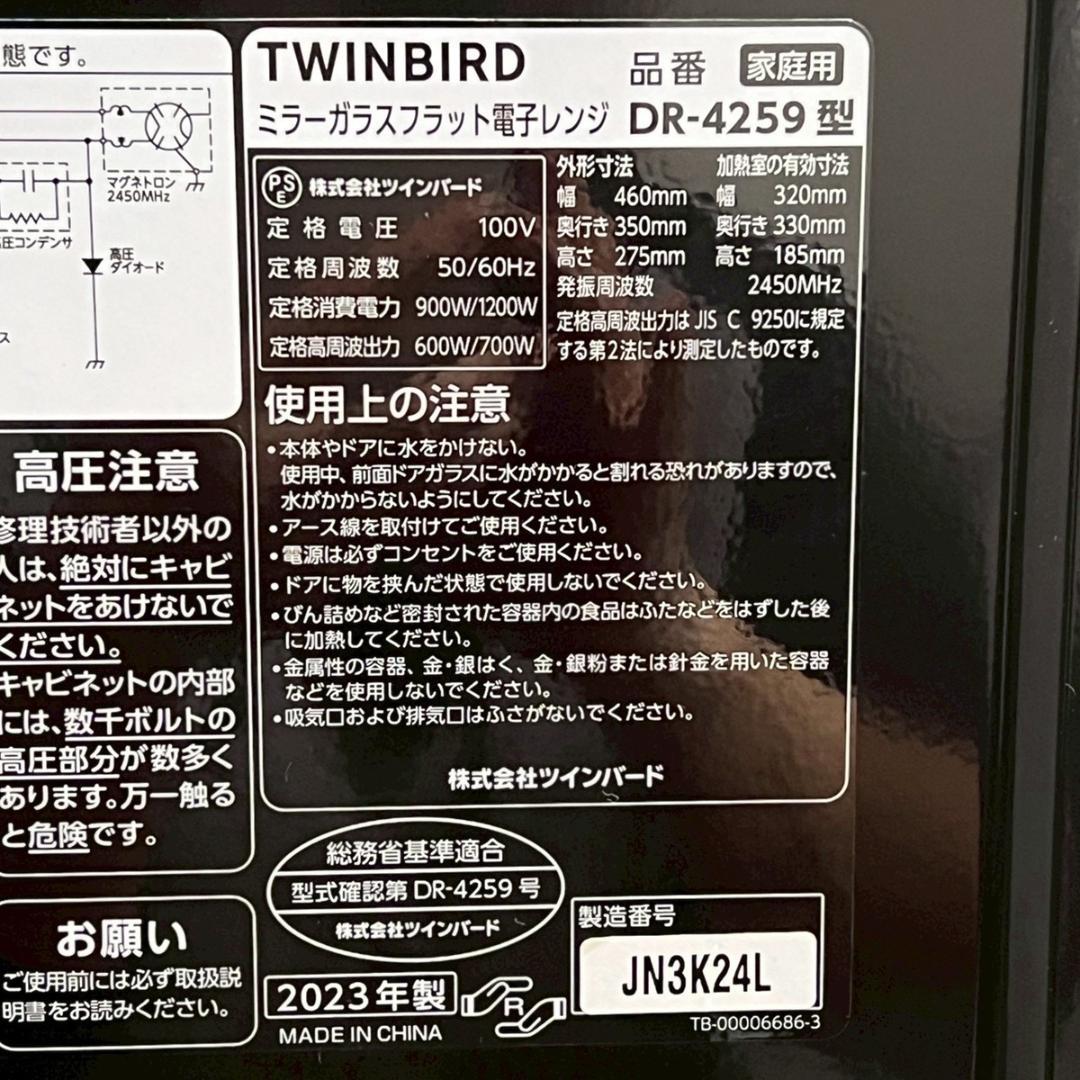 態です。
マグネトロン
2450MHz
圧コンデンサ
高圧
ダイオード
ス
高圧注意
修理技術者以外の
人は、絶対にキャビ
ネットをあけないで
ください。
キャビネットの内部
には、数千ボルトの
高圧部分が数多く
あります。万一触る
と危険です。
お願い
ご使用前には必ず取扱説
明書をお読みください。
TWINBIRD 品番 家庭用
ミラーガラスフラット電子レンジ DR-4259 型
PSE 株式会社ツインバード
定格電圧 100V
定格周波数 50/60Hz
定格消費電力 900W/1200W
定格高周波出力 600W/700W
外形寸法 加熱室の有効寸法
幅 460mm 幅 320mm
奥行き 350mm 奥行き 330mm
高さ 275mm 高さ 185mm
発振周波数 2450MHz
定格高周波出力は JIS C 9250に規定
する第2法により測定したものです。
使用上の注意
・本体やドアに水をかけない。
使用中、前面ドアガラスに水がかかると割れる恐れがありますので、
水がかからないようにしてください。
・アース線を取付けてご使用ください。
・電源は必ずコンセントをご使用ください。
・ドアに物を挟んだ状態で使用しないでください。
・びん詰めなど密封された容器内の食品はふたなどをはずした後
に加熱してください。
・金属性の容器、金・銀はく、金・銀粉または針金を用いた容器
などを使用しないでください。
・吸気口および排気口はふさがないでください。
株式会社ツインバード
総務省基準適合
型式確認第 DR-4259 号
株式会社ツインバード
2023年製
R
MADE IN CHINA
製造番号
JN3K24L
TB-00006686-3